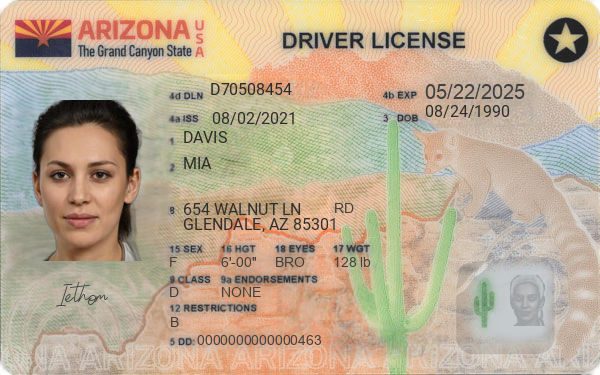 ARIZONA USA
The Grand Canyon State
DRIVER LICENSE
4d DLN D70508454
4b EXP 05/22/2025
4a ISS 08/02/2021
3 DOB 08/24/1990
1 DAVIS
2 MIA
8 654 WALNUT LN RD
GLENDALE, AZ 85301
15 SEX 16 HGT 18 EYES 17 WGT
F 6'-00" BRO 128 lb
9 CLASS 9a ENDORSEMENTS
D NONE
12 RESTRICTIONS
B
5 DD: 0000000000000463
Iethom
ARIZONA ARIZONA ARIZONA ARIZONA